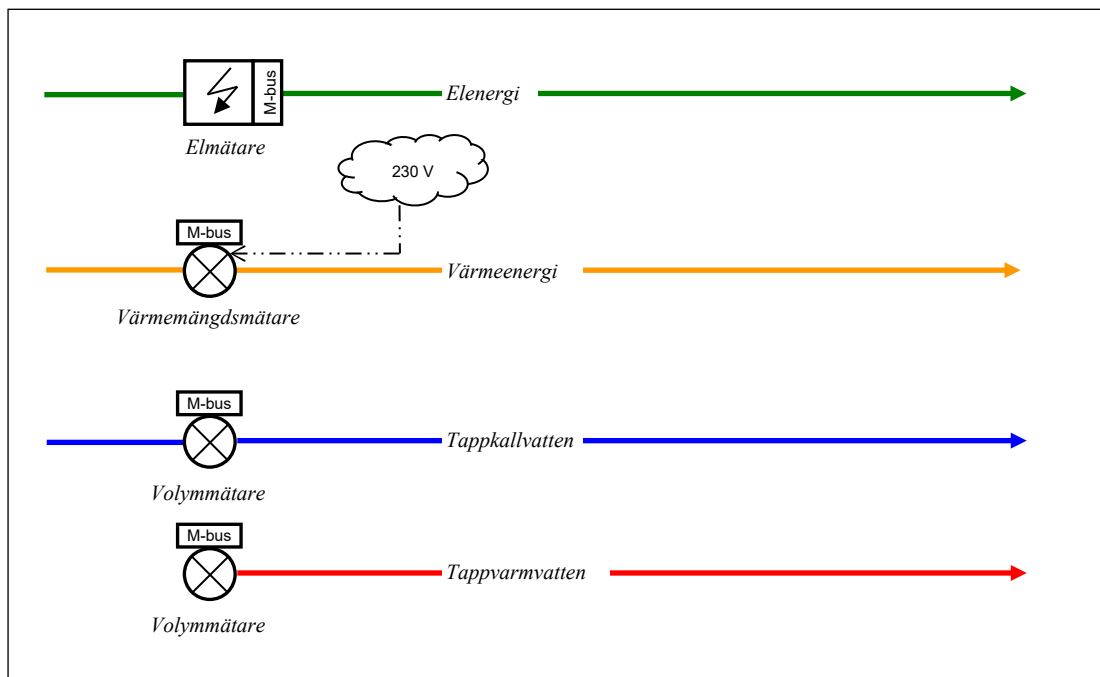 M-bus
Elenergi
Elmätare
230 V
M-bus
Värmeenergi
Värmemängdsmätare
M-bus
Tappkallvatten
Volymmätare
M-bus
Tappvarmvatten
Volymmätare